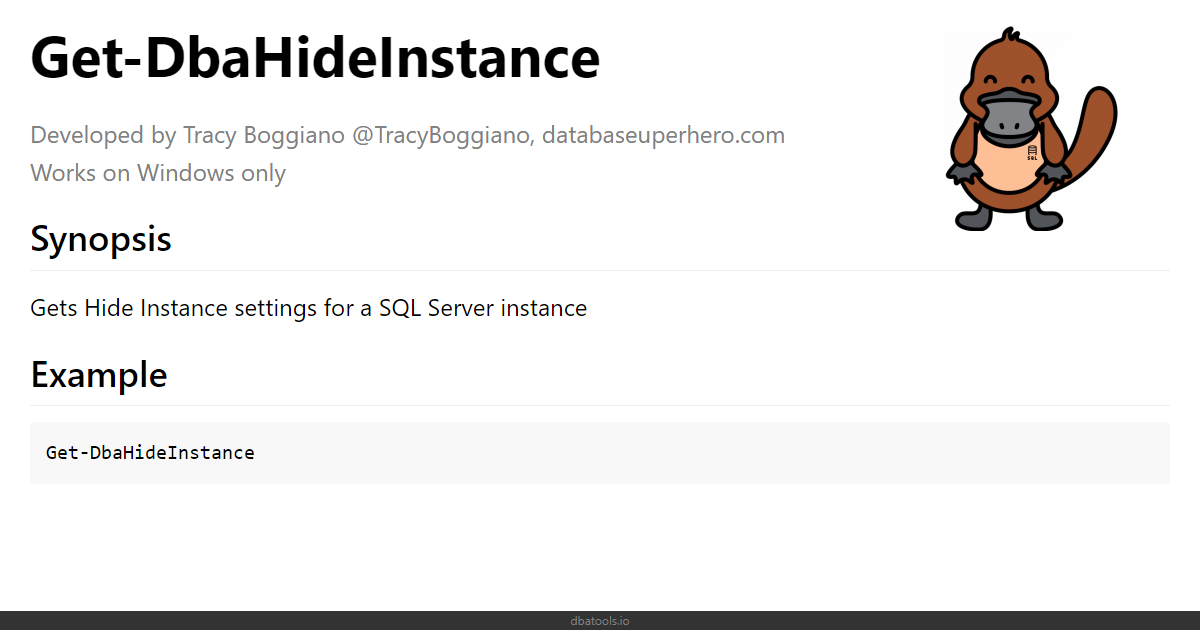 Get-DbaHideInstance
Developed by Tracy Boggiano @TracyBoggiano, databaseuperhero.com
Works on Windows only
SQL
Synopsis
Gets Hide Instance settings for a SQL Server instance
Example
Get-DbaHideInstance
dbatools.io